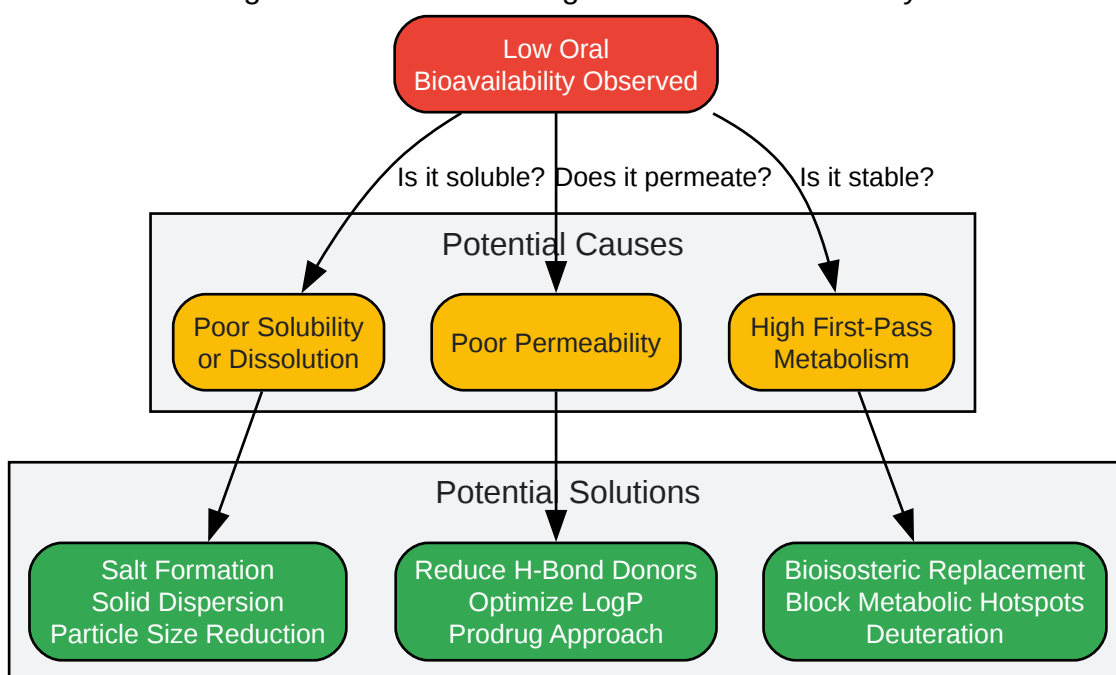 Low Oral
Bioavailability Observed
Is it soluble? Does it permeate? Is it stable?
Potential Causes
Poor Solubility
or Dissolution
Poor Permeability
High First-Pass
Metabolism
Potential Solutions
Salt Formation
Solid Dispersion
Particle Size Reduction
Reduce H-Bond Donors
Optimize LogP
Prodrug Approach
Bioisosteric Replacement
Block Metabolic Hotspots
Deuteration